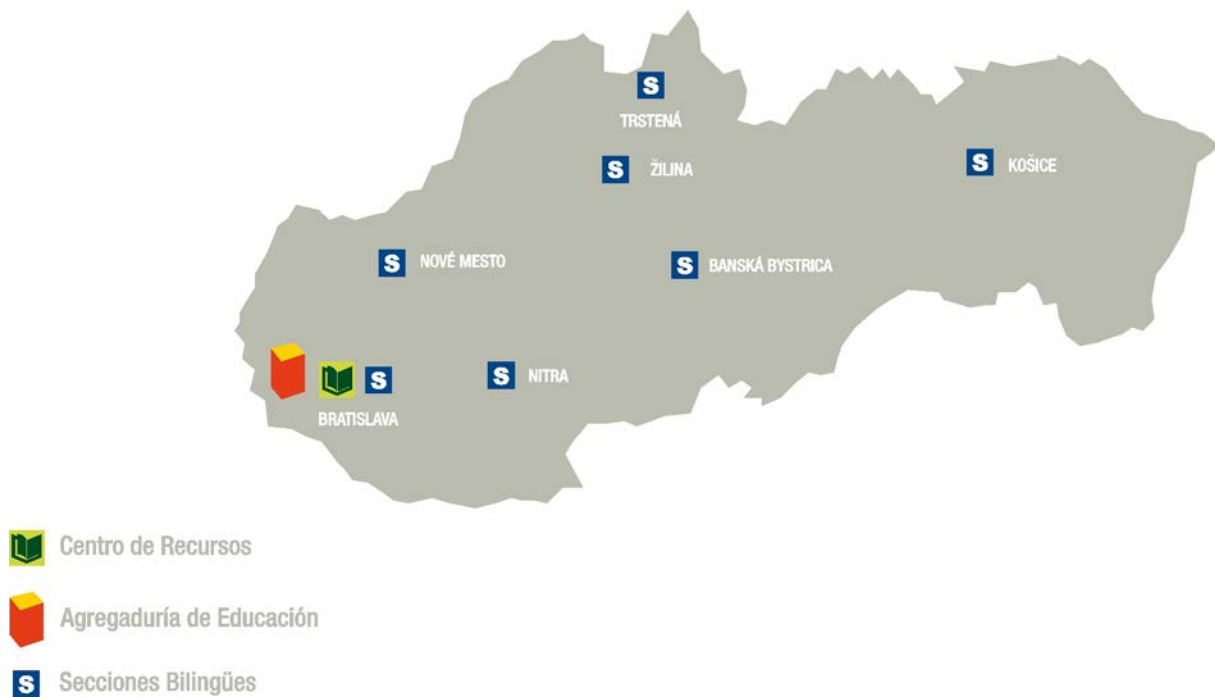 S
TRSTENÁ
S ŽILINA
S KOŠICE
S NOVÉ MESTO
S BANSKÁ BYSTRICA
S
BRATISLAVA
S NITRA
Centro de Recursos
Agregaduría de Educación
S Secciones Bilingües